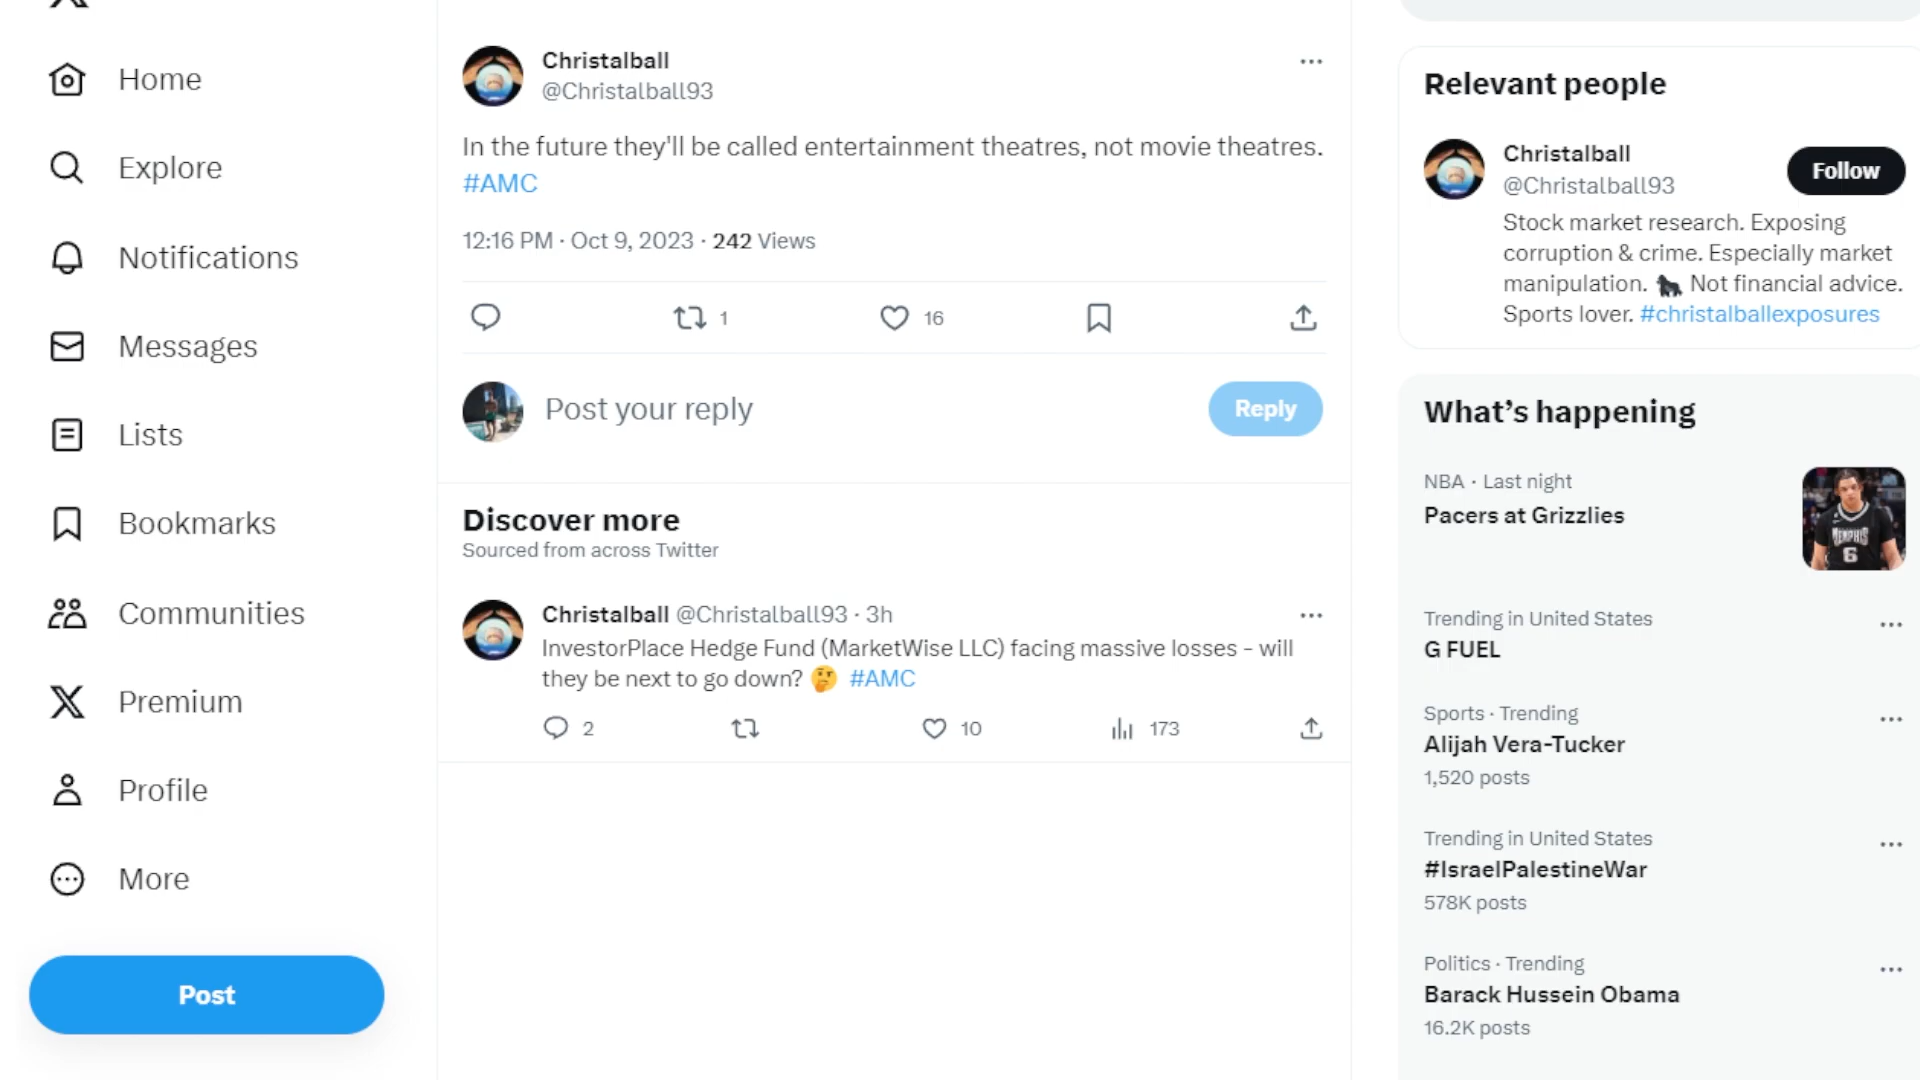 Home
Explore
Notifications
Messages
Lists
Bookmarks
Communities
Premium
Profile
More
Post
Christalball
@Christalball93
In the future they'll be called entertainment theatres, not movie theatres.
#AMC
12:16 PM · Oct 9, 2023 · 242 Views
1
16
Post your reply
Reply
Discover more
Sourced from across Twitter
Christalball @Christalball93 · 3h
InvestorPlace Hedge Fund (MarketWise LLC) facing massive losses – will
they be next to go down? 🤔 #AMC
2
10
173
Relevant people
Christalball
@Christalball93
Follow
Stock market research. Exposing
corruption & crime. Especially market
manipulation. 🦍 Not financial advice.
Sports lover. #christalballexposures
What's happening
NBA · Last night
Pacers at Grizzlies
MEMPHIS
6
Trending in United States
G FUEL
Sports · Trending
Alijah Vera-Tucker
1,520 posts
Trending in United States
#IsraelPalestineWar
578K posts
Politics · Trending
Barack Hussein Obama
16.2K posts